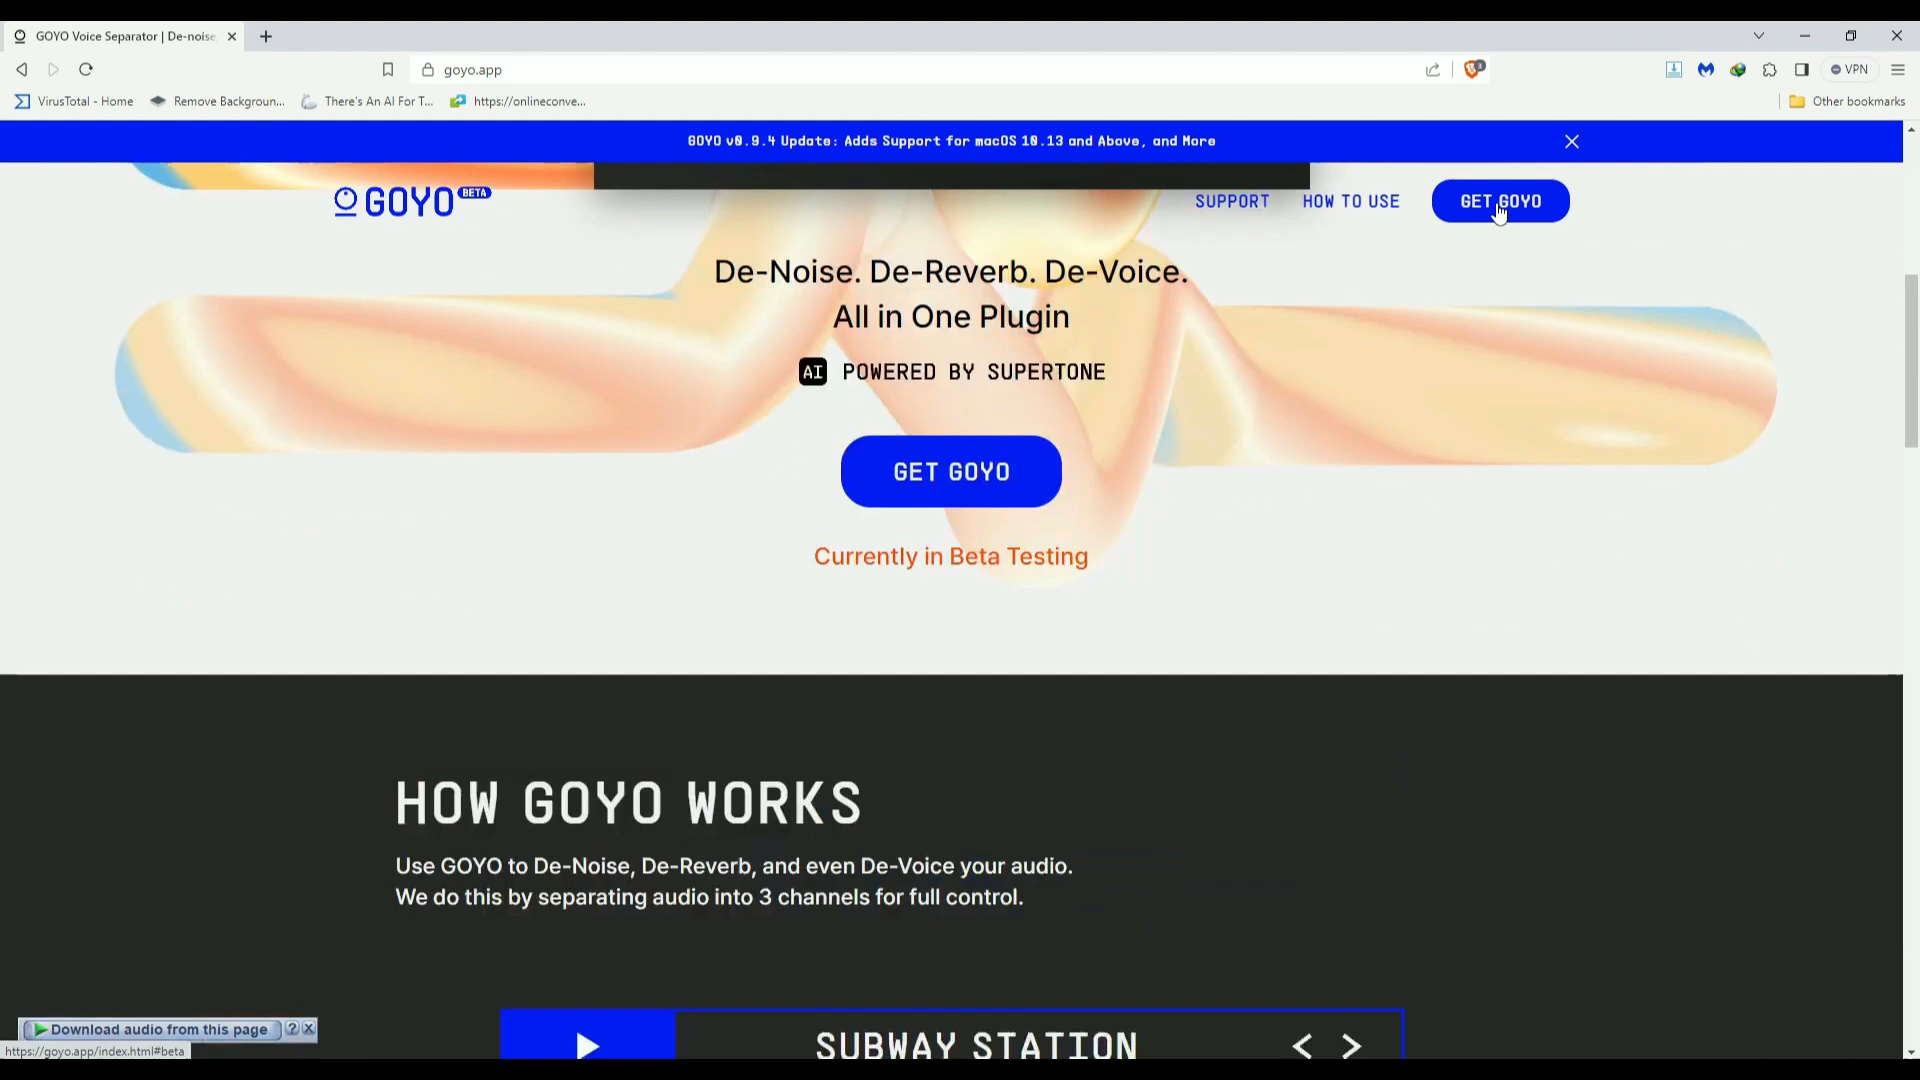 GOYO Voice Separator | De-noise,
goyo.app
VPN
VirusTotal - Home
Remove Backgroun...
There's An AI For T...
https://onlineconve...
Other bookmarks
GOYO v0.9.4 Update: Adds Support for macOS 10.13 and Above, and More
GOYO BETA
SUPPORT
HOW TO USE
GET GOYO
De-Noise. De-Reverb. De-Voice.
All in One Plugin
AI POWERED BY SUPERTONE
GET GOYO
Currently in Beta Testing
HOW GOYO WORKS
Use GOYO to De-Noise, De-Reverb, and even De-Voice your audio.
We do this by separating audio into 3 channels for full control.
Download audio from this page ? X
https://goyo.app/index.html#beta
SUBWAY STATION